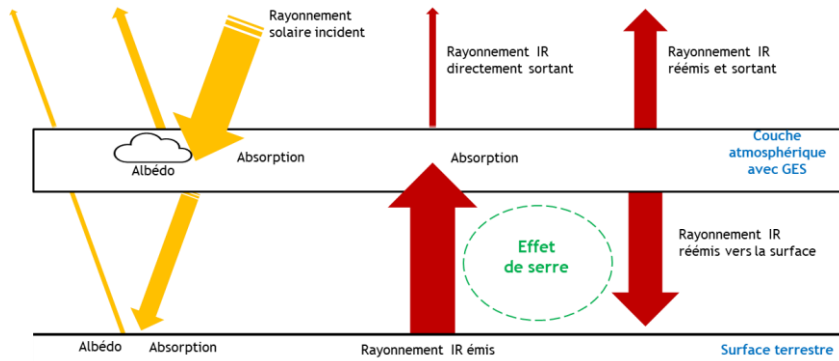 Rayonnement
solaire incident
Rayonnement IR
directement sortant
Rayonnement IR
réémis et sortant
Albédo
Absorption
Absorption
Couche
atmosphérique
avec GES
Effet
de serre
Rayonnement IR
réémis vers la surface
Albédo
Absorption
Rayonnement IR émis
Surface terrestre